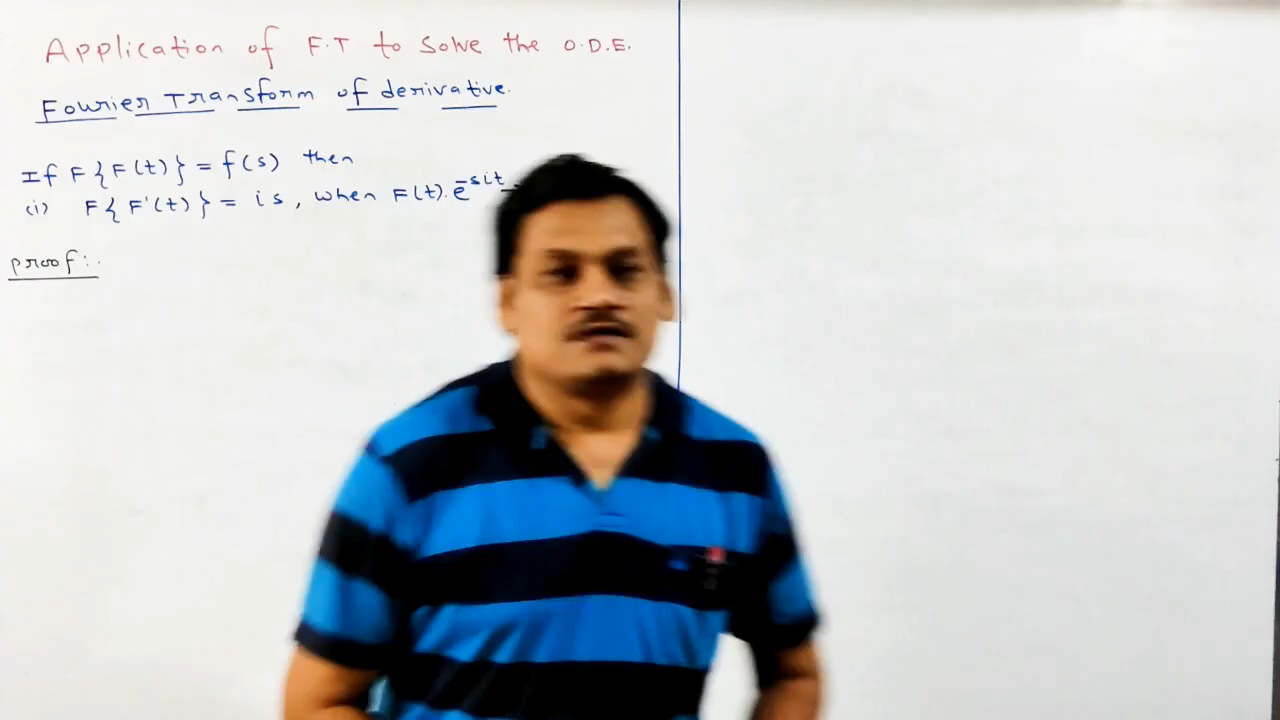 Application of F.T to solve the O.D.E.
Fourier Transform of derivative.
If F{F(t)} = f(s) then
(i) F{F'(t)} = is, when F(t).e^-sit
proof:.